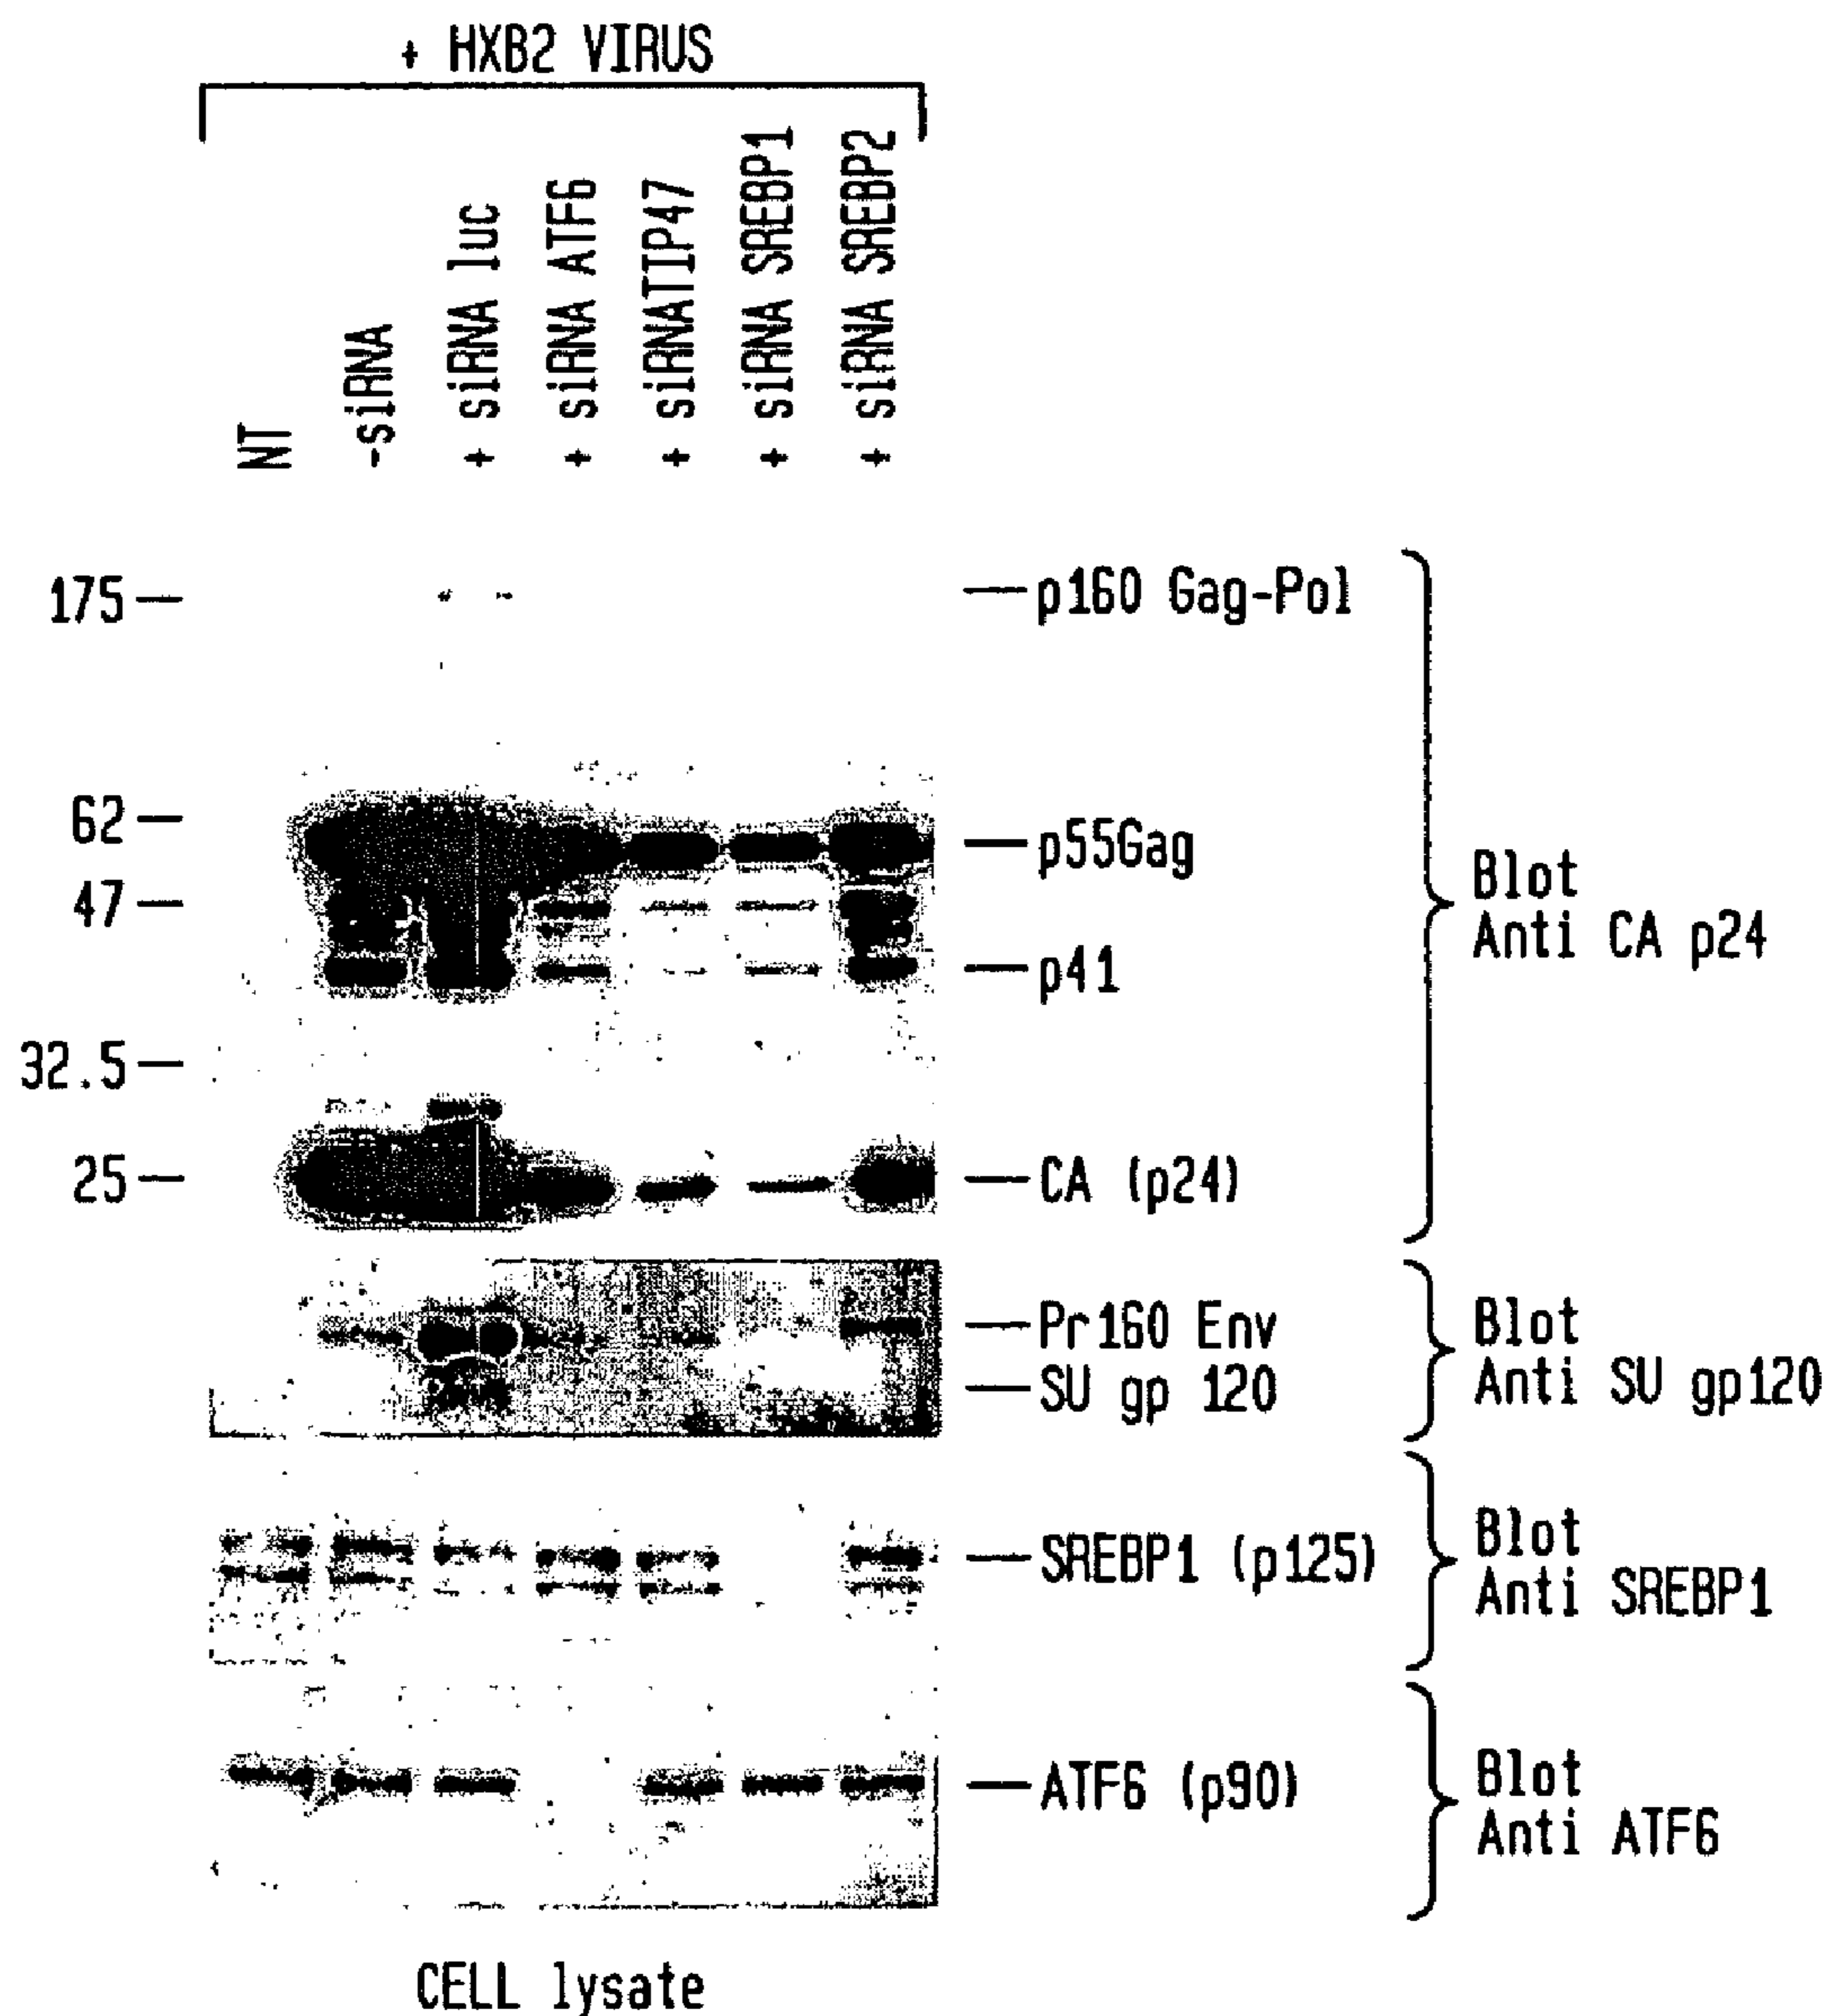 + HXB2 VIRUS
NT
-siRNA
+ siRNA luc
+ siRNA ATF6
+ siRNATIP47
+ siRNA SREBP1
+ siRNA SREBP2
175
62
47
32.5
25
p160 Gag-Pol
p55Gag
p41
CA (p24)
Blot
Anti CA p24
Pr160 Env
SU gp 120
Blot
Anti SU gp120
SREBP1 (p125)
Blot
Anti SREBP1
ATF6 (p90)
Blot
Anti ATF6
CELL lysate